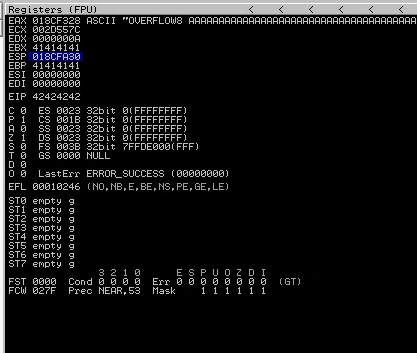 Registers (FPU) < < < < <
EAX 018CF328 ASCII "OVERFLOW8 AAAAAAAAAAAAAAAAAAAAAAAAAAAAAAAAAA
ECX 002D557C
EDX 0000000A
EBX 41414141
ESP 018CFA30
EBP 41414141
ESI 00000000
EDI 00000000
EIP 42424242
C 0 ES 0023 32bit 0(FFFFFFFF)
P 1 CS 001B 32bit 0(FFFFFFFF)
A 0 SS 0023 32bit 0(FFFFFFFF)
Z 1 DS 0023 32bit 0(FFFFFFFF)
S 0 FS 003B 32bit 7FFDE000(FFF)
T 0 GS 0000 NULL
D 0
O 0 LastErr ERROR_SUCCESS (00000000)
EFL 00010246 (NO,NB,E,BE,NS,PE,GE,LE)
ST0 empty g
ST1 empty g
ST2 empty g
ST3 empty g
ST4 empty g
ST5 empty g
ST6 empty g
ST7 empty g
3 2 1 0 E S P U O Z D I
FST 0000 Cond 0 0 0 0 Err 0 0 0 0 0 0 0 0 (GT)
FCW 027F Prec NEAR,53 Mask 1 1 1 1 1 1